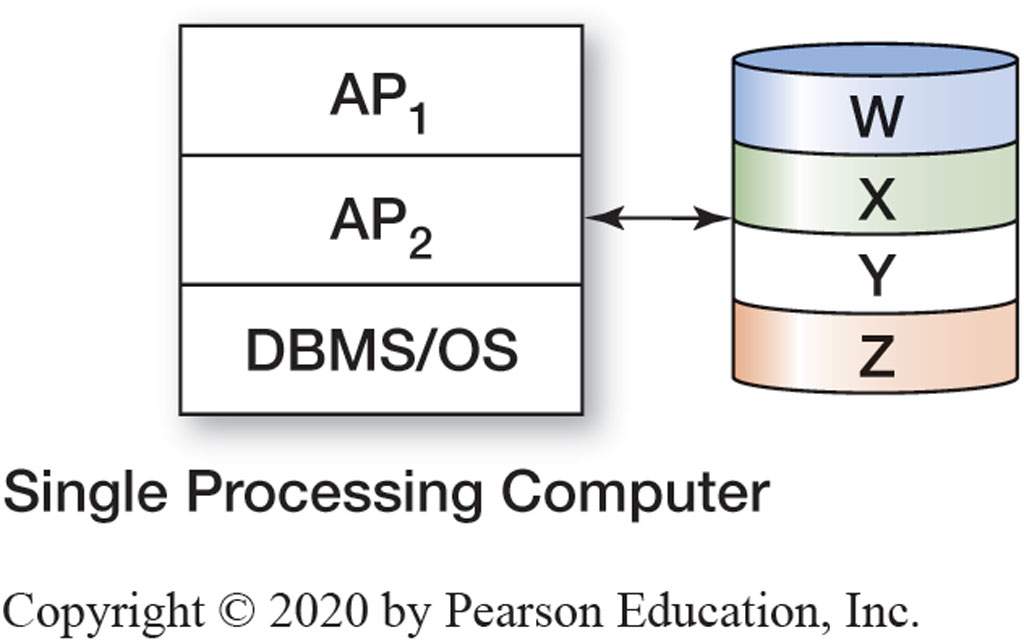 AP1
AP2
DBMS/OS
W
X
Y
Z
Single Processing Computer
Copyright © 2020 by Pearson Education, Inc.